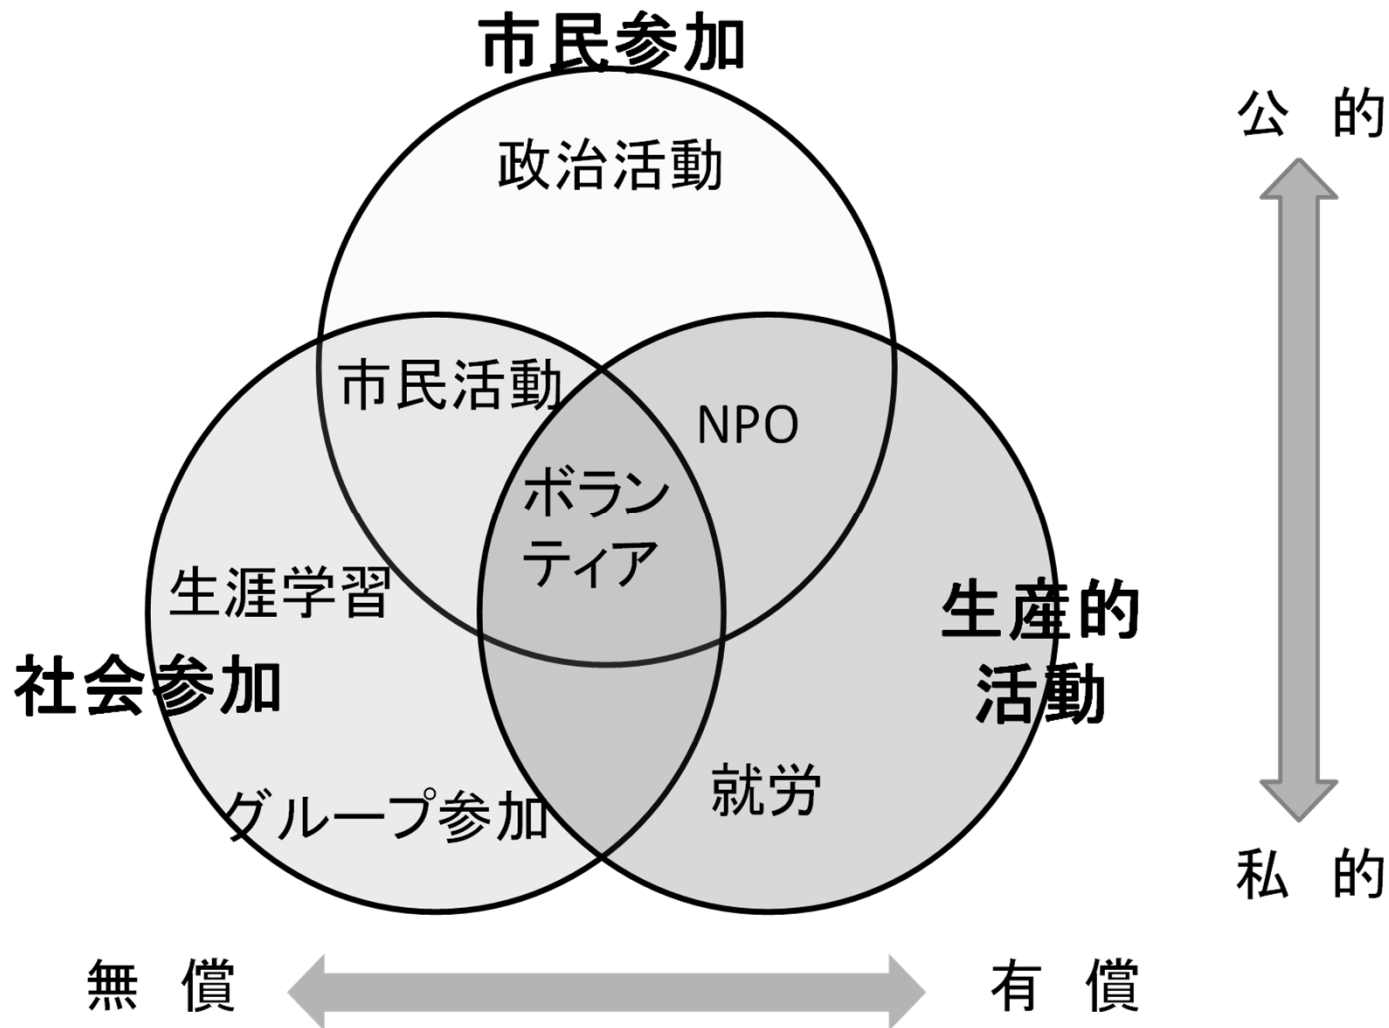 市民参加
公 的
政治活動
市民活動
NPO
ボラン
ティア
生涯学習
生産的
活動
社会参加
就労
グループ参加
私 的
無 償
有 償